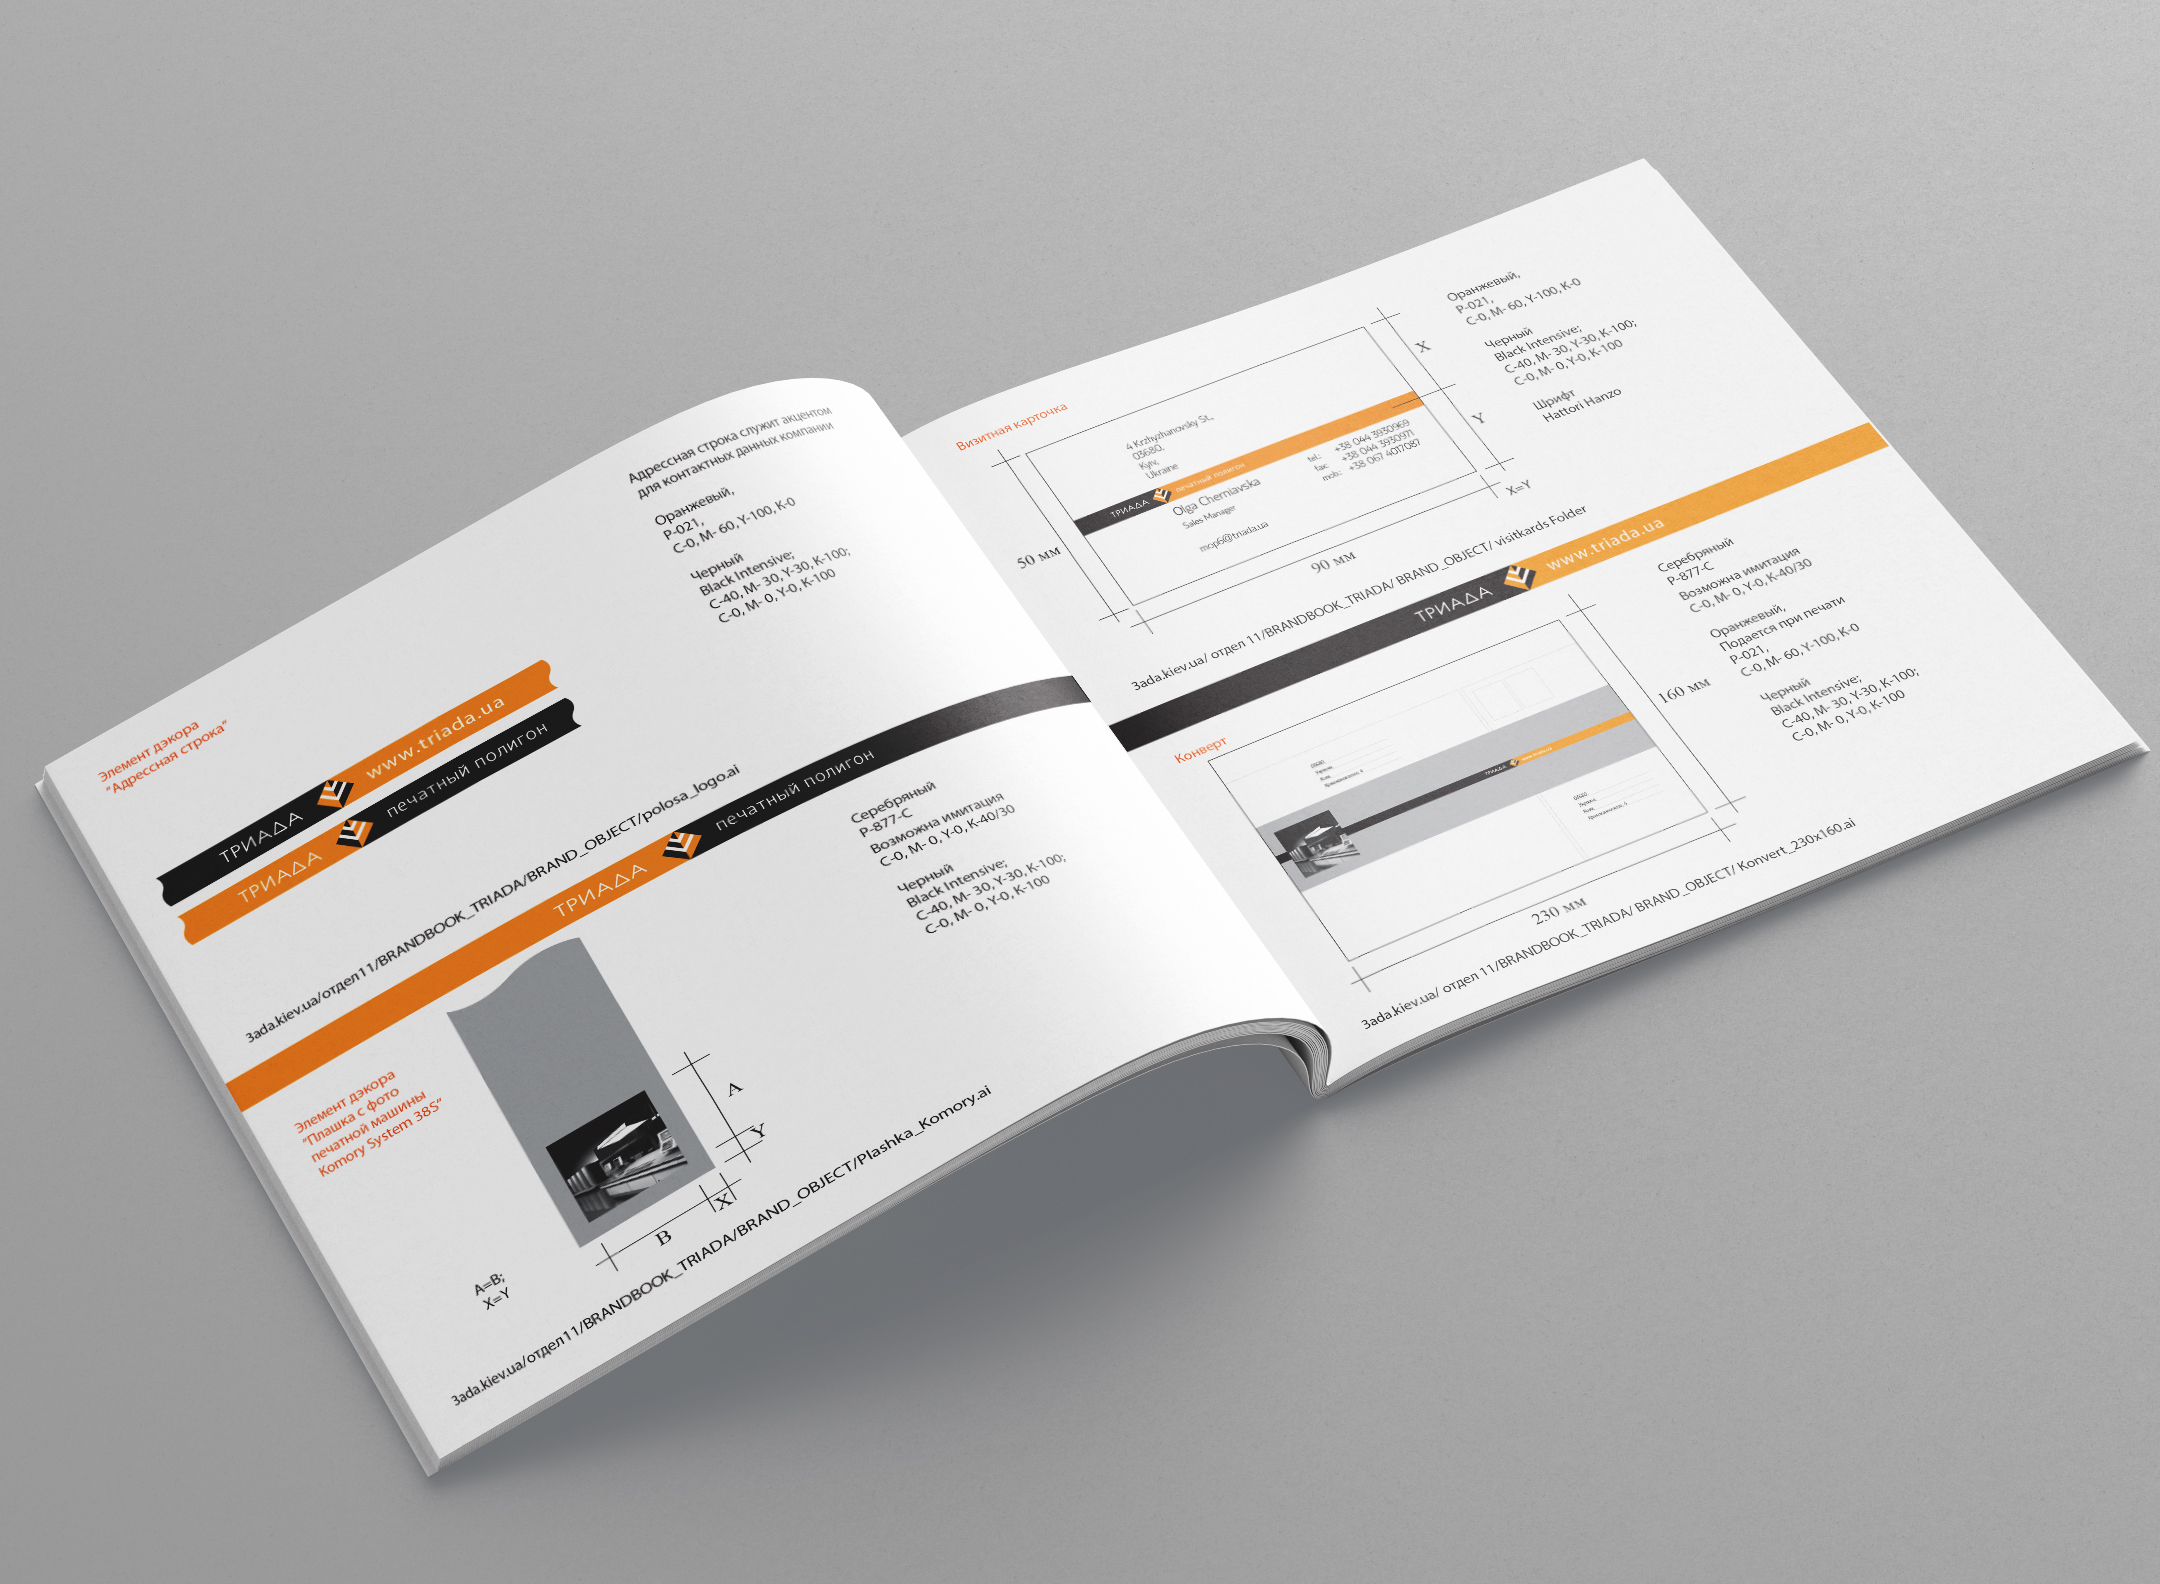 Элемент дэкора
"Адрессная строка"
Адрессная строка служит акцентом
для контактных данных компании
Оранжевый,
P-021,
C-0, M- 60, Y-100, K-0
Черный
Black Intensive;
C-40, M- 30, Y-30, K-100;
C-0, M- 0, Y-0, K-100
ТРИАДА www.triada.ua
ТРИАДА печатный полигон
3ada.kiev.ua/отдел11/BRANDBOOK_TRIADA/BRAND_OBJECT/polosa_logo.ai
ТРИАДА печатный полигон
Элемент дэкора
"Плашка с фото
печатной машины
Komory System 38S"
Серебряный
P-877-C
Возможна имитация
C-0, M- 0, Y-0, K-40/30
Черный
Black Intensive;
C-40, M- 30, Y-30, K-100;
C-0, M- 0, Y-0, K-100
A
Y
X
B
A=B;
X=Y
3ada.kiev.ua/отдел11/BRANDBOOK_TRIADA/BRAND_OBJECT/Plashka_Komory.ai
Визитная карточка
4 Krzhyzhanovsky St.,
03680,
Kyiv,
Ukraine
ТРИАДА печатный полигон
Olga Cherniavska
Sales Manager
mop6@triada.ua
tel.: +38 044 3930969
fax: +38 044 3930971
mob.: +38 067 4017087
X
Y
X=Y
50 мм
90 мм
Оранжевый,
P-021,
C-0, M- 60, Y-100, K-0
Черный
Black Intensive;
C-40, M- 30, Y-30, K-100;
C-0, M- 0, Y-0, K-100
Шрифт
Hattori Hanzo
3ada.kiev.ua/ отдел 11/BRANDBOOK_TRIADA/ BRAND_OBJECT/ visitkards Folder
ТРИАДА www.triada.ua
Конверт
ТРИАДА
160 мм
230 мм
Серебряный
P-877-C
Возможна имитация
C-0, M- 0, Y-0, K-40/30
Оранжевый,
Подается при печати
P-021,
C-0, M- 60, Y-100, K-0
Черный
Black Intensive;
C-40, M- 30, Y-30, K-100;
C-0, M- 0, Y-0, K-100
3ada.kiev.ua/ отдел 11/BRANDBOOK_TRIADA/ BRAND_OBJECT/ Konvert_230x160.ai